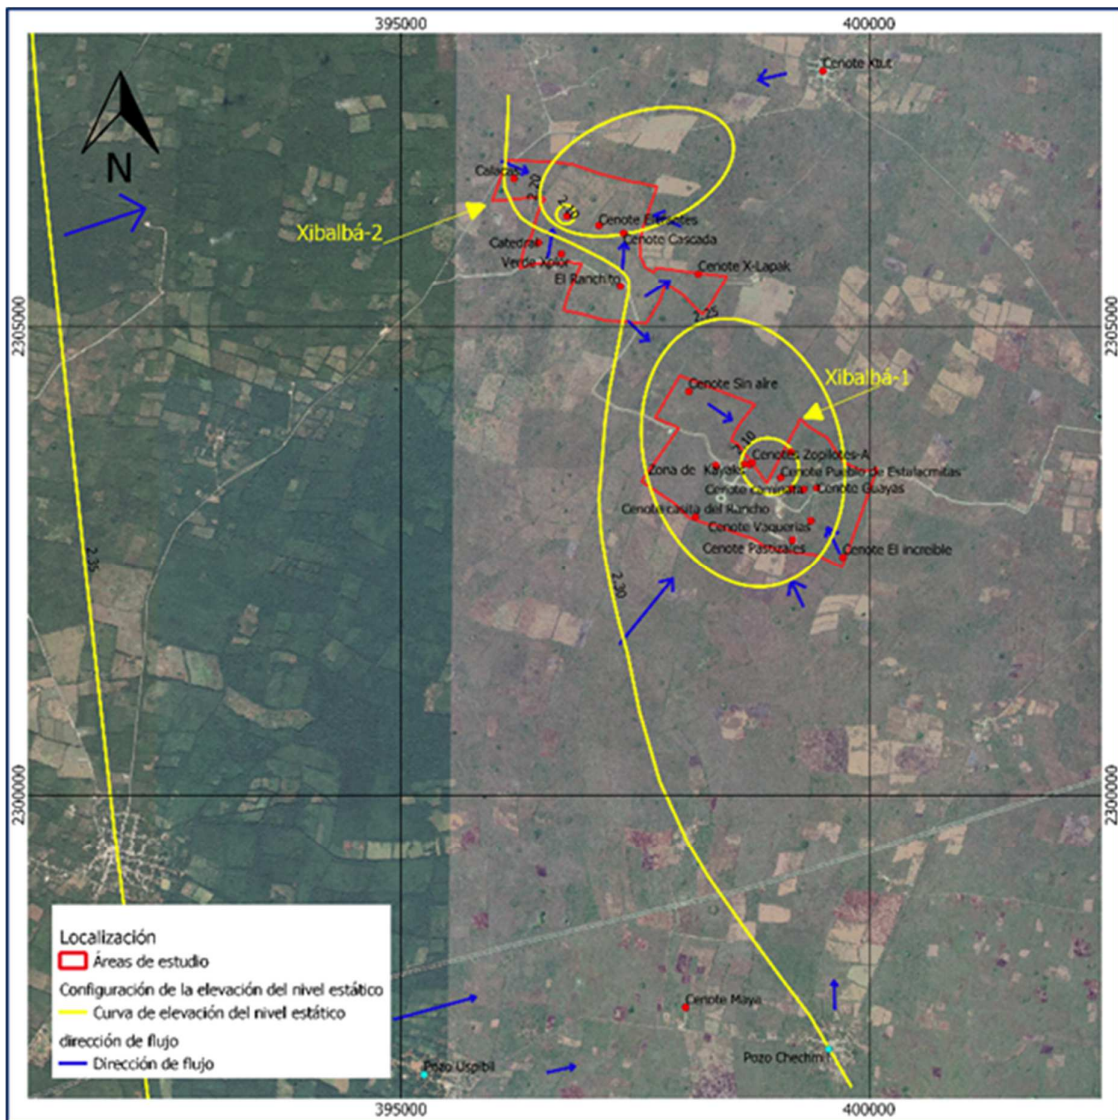 395000
400000
Cenote Xtut
N
Calacas
2.20
2.10
Xibalbá-2
Cenote Elefantes
Catedral
Cenote Cascada
Verde Xplor
El Ranchito
Cenote X-Lapak
2305000
2305000
2.25
Xibalbá-1
Cenote Sin aire
2.10
Cenotes Zopilotes-A
Zona de Kayaks
Cenote Pueblo de Estalacmitas
Cenote caminata
Cenote Guayas
Cenote casita del Rancho
Cenote Vaquerias
Cenote Pastizales
Cenote El increible
2.35
2.30
2300000
2300000
Localización
Áreas de estudio
Configuración de la elevación del nivel estático
Curva de elevación del nivel estático
dirección de flujo
Dirección de flujo
Cenote Maya
Pozo Chechmil
Pozo Uspibil
395000
400000